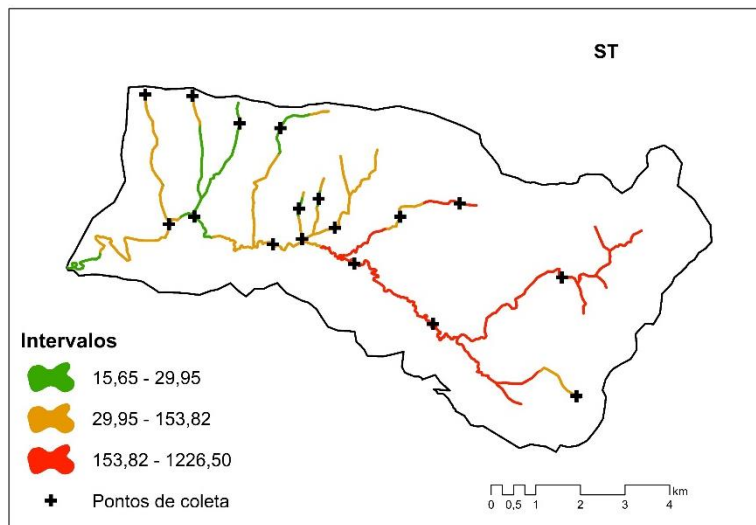 ST
Intervalos
15,65 - 29,95
29,95 - 153,82
153,82 - 1226,50
Pontos de coleta
km
0 0,5 1 2 3 4